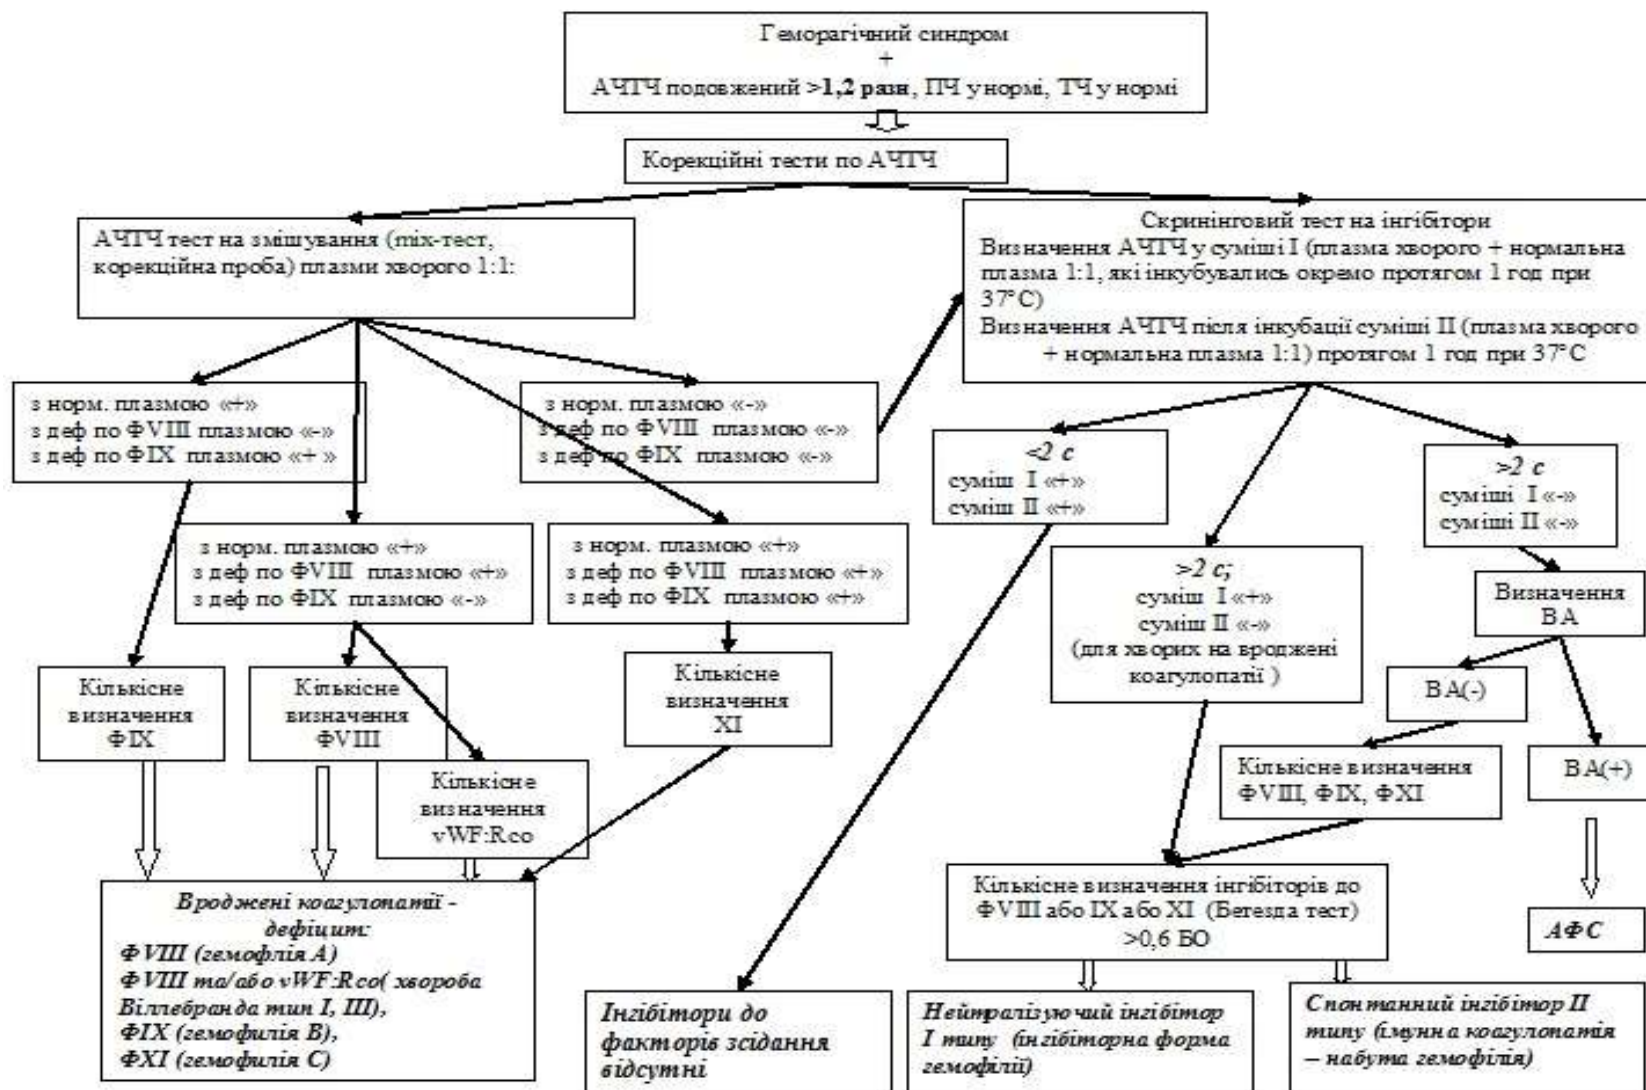 Геморагічний синдром
+
АЧТЧ подовжений >1,2 рази, ПЧ у нормі, ТЧ у нормі
Корекційні тести по АЧТЧ
АЧТЧ тест на змішування (mix-тест,
корекційна проба) плазми хворого 1:1:
Скринінговий тест на інгібітори
Визначення АЧТЧ у суміші I (плазма хворого + нормальна
плазма 1:1, які інкубувались окремо протягом 1 год при
37°C)
Визначення АЧТЧ після інкубації суміші II (плазма хворого
+ нормальна плазма 1:1) протягом 1 год при 37°C
з норм. плазмою «+»
з деф по ФVIII плазмою «-»
з деф по ФIX плазмою «+ »
з норм. плазмою «-»
з деф по ФVIII плазмою «-»
з деф по ФIX плазмою «-»
<2 с
суміш I «+»
суміш II «+»
>2 с
суміші I «-»
суміші II «-»
з норм. плазмою «+»
з деф по ФVIII плазмою «+»
з деф по ФIX плазмою «-»
з норм. плазмою «+»
з деф по ФVIII плазмою «+»
з деф по ФIX плазмою «+»
>2 с;
суміш I «+»
суміш II «-»
(для хворих на вроджені
коагулопатії )
Визначення
ВА
Кількісне
визначення
ФIX
Кількісне
визначення
ФVIII
Кількісне
визначення
XI
ВА(-)
Кількісне
визначення
vWF:Rco
Кількісне визначення
ФVIII, ФIX, ФXI
ВА(+)
Вроджені коагулопатії -
дефіцит:
ФVIII (гемофлія А)
ФVIII та/або vWF:Rco( хвороба
Віллебранда тип I, III),
ФIX (гемофилія В),
ФXI (гемофилія С)
Кількісне визначення інгібіторів до
ФVIII або IX або XI (Бетезда тест)
>0,6 БО
АФС
Інгібітори до
факторів зсідання
відсутні
Нейтралізуючий інгібітор
I типу (інгібіторна форма
гемофілії)
Спонтанний інгібітор II
типу (імунна коагулопатія
– набута гемофілія)